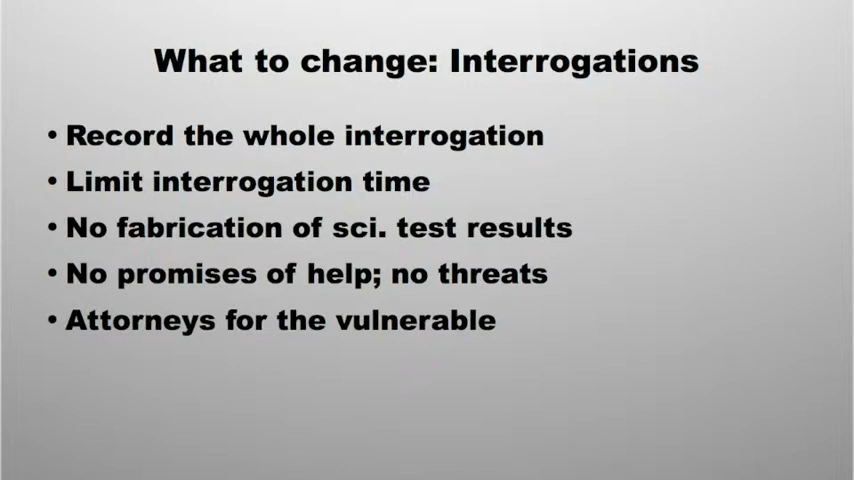 What to change: Interrogations
• Record the whole interrogation
• Limit interrogation time
• No fabrication of sci. test results
• No promises of help; no threats
• Attorneys for the vulnerable